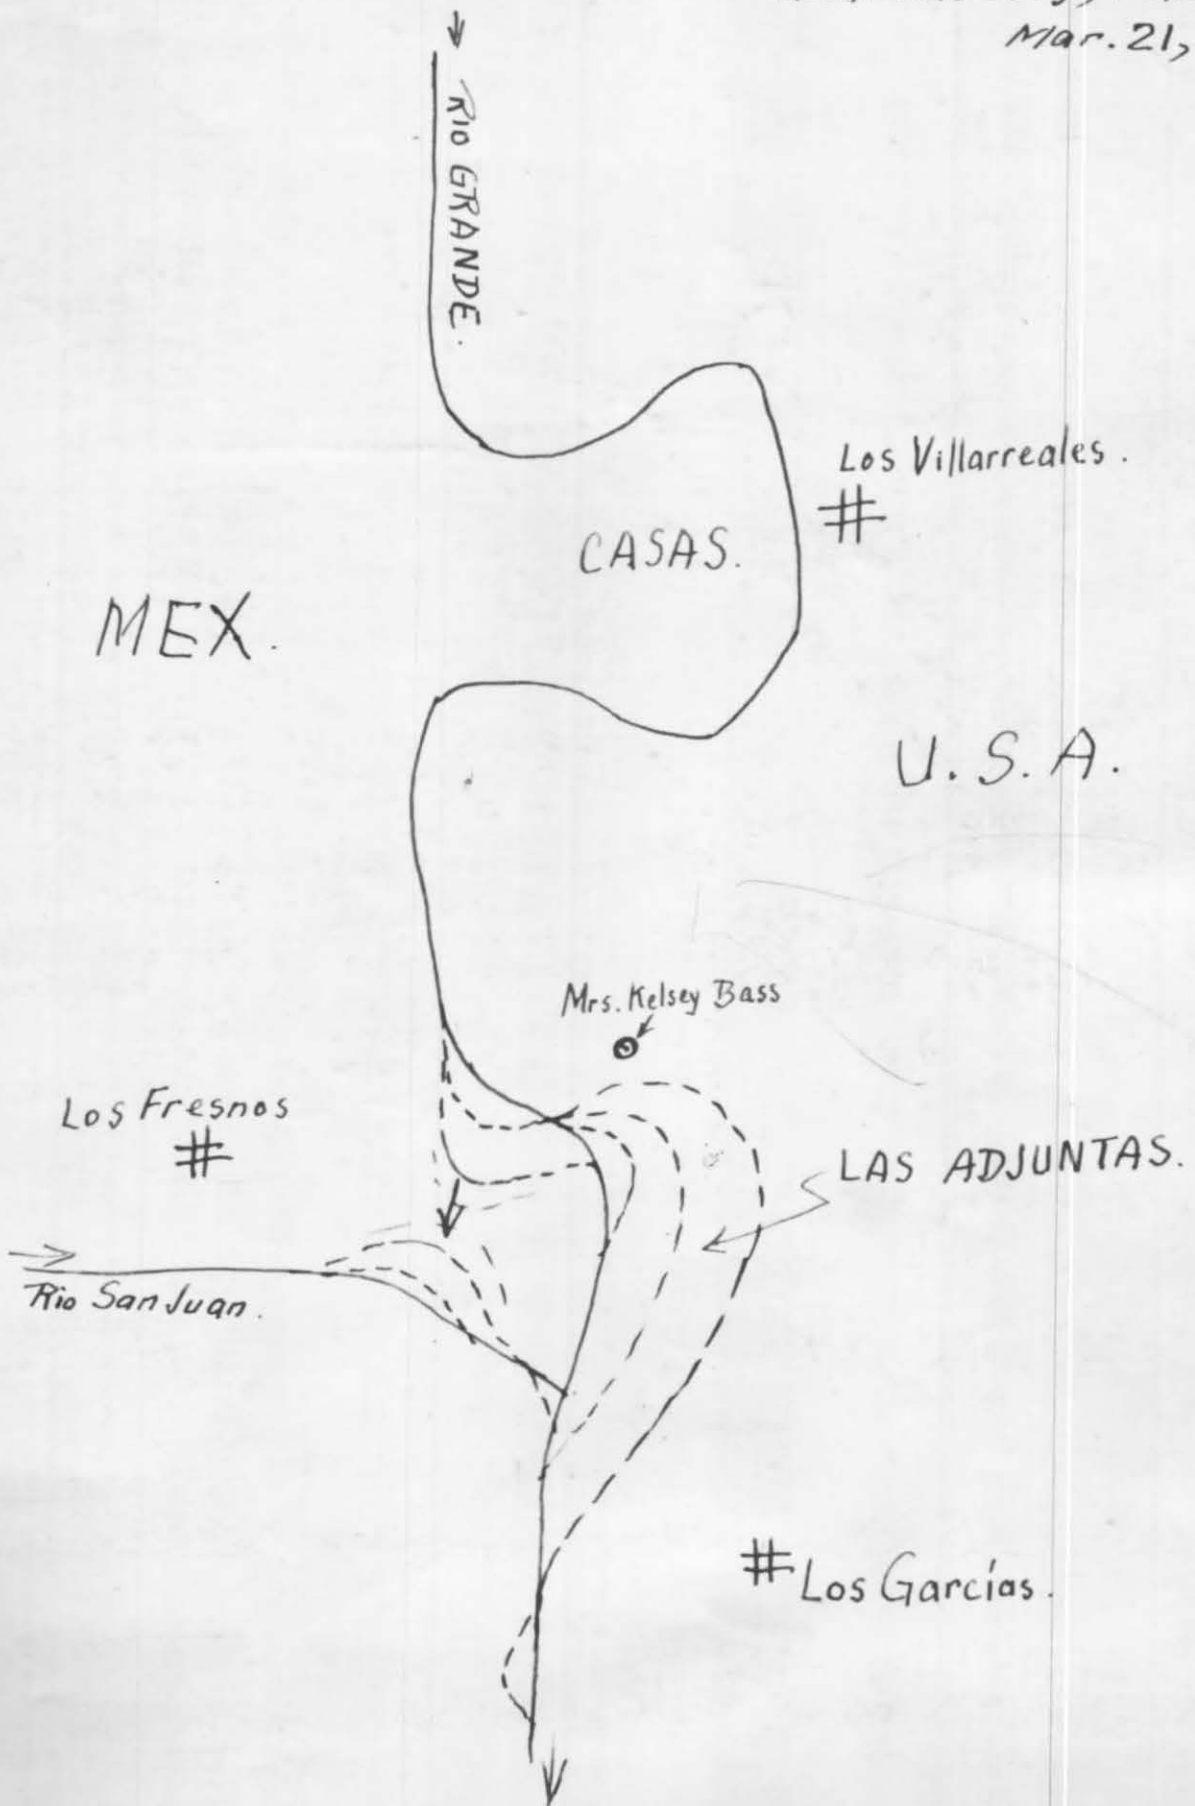 Mar. 21,
RIO GRANDE.
Los Villarreales.
CASAS.
MEX.
U. S. A.
Mrs. Kelsey Bass
Los Fresnos
LAS ADJUNTAS.
Rio San Juan.
Los Garcías.